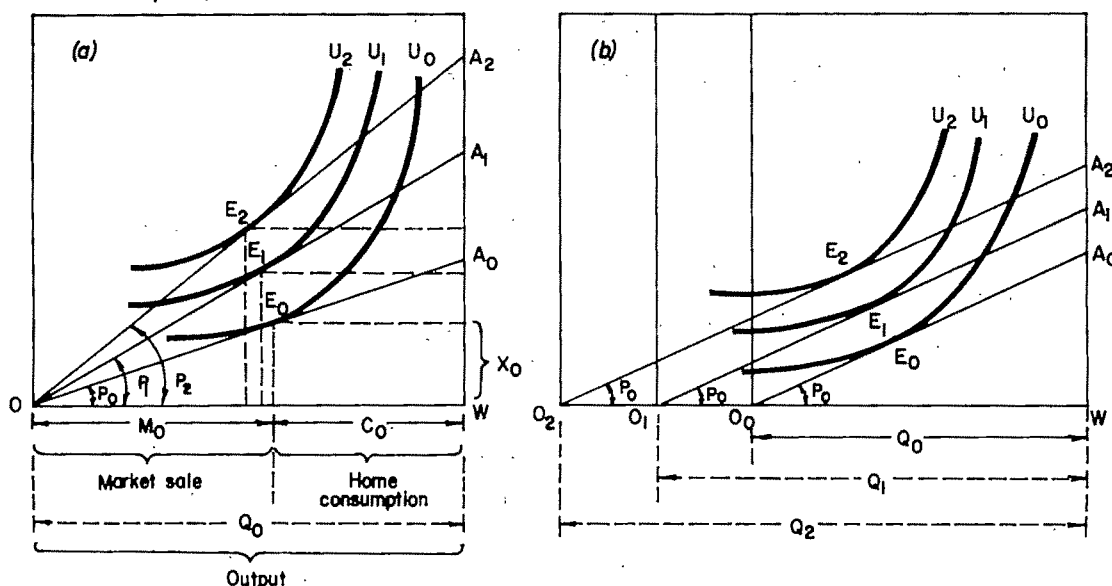 (a)
U₂ U₁ U₀
A₂
A₁
E₂
E₁
A₀
E₀
X₀
P₀ P₁ P₂
O W
M₀ C₀
Market sale Home consumption
Q₀
Output
(b)
U₂ U₁ U₀
A₂
A₁
A₀
E₂
E₁
E₀
P₀ P₀ P₀
O₂ O₁ O₀ W
Q₀
Q₁
Q₂